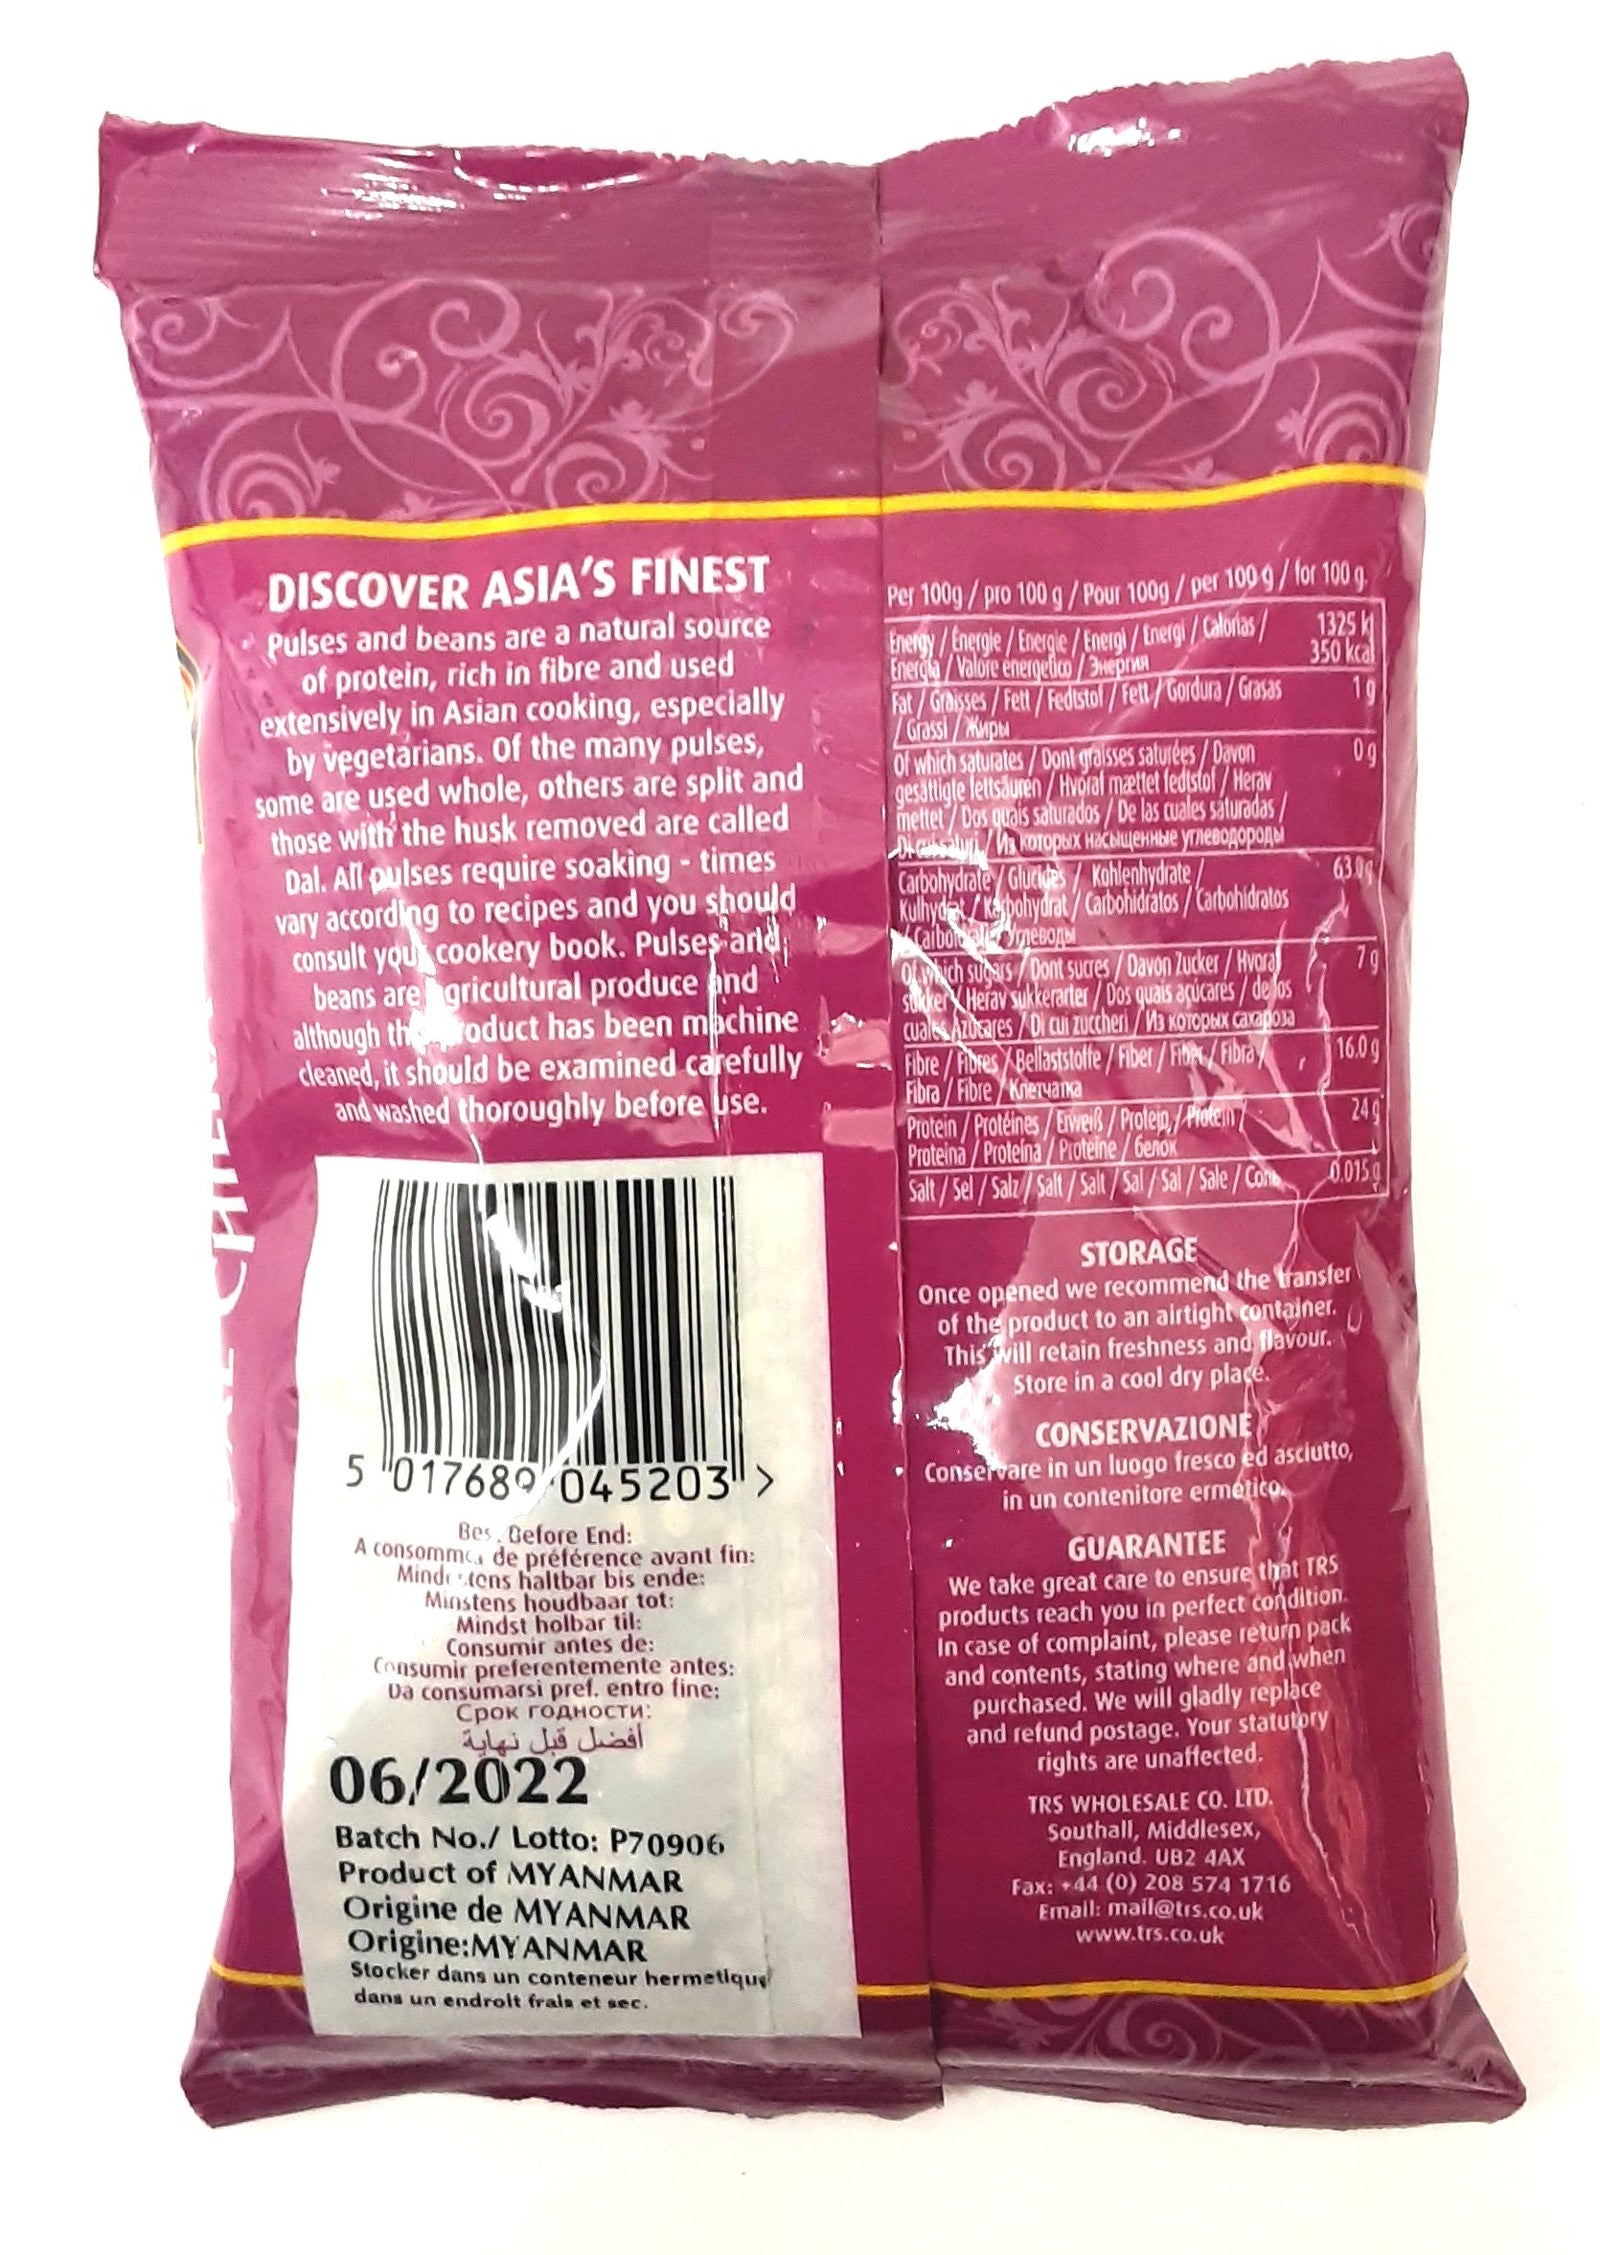 DISCOVER ASIA'S FINEST
Pulses and beans are a natural source
of protein, rich in fibre and used
extensively in Asian cooking, especially
by vegetarians. Of the many pulses,
some are used whole, others are split and
those with the husk removed are called
Dal. All pulses require soaking - times
vary according to recipes and you should
consult your cookery book. Pulses and
beans are agricultural produce and
although the product has been machine
cleaned, it should be examined carefully
and washed thoroughly before use.
5 017689 045203 >
Before End:
A consommer de préférence avant fin:
Mindestens haltbar bis ende:
Minstens houdbaar tot:
Mindst holbar til:
Consumir antes de:
Consumir preferentemente antes:
Da consumarsi pref. entro fine:
Срок годности:
أفضل قبل نهاية
06/2022
Batch No./ Lotto: P70906
Product of MYANMAR
Origine de MYANMAR
Origine:MYANMAR
Stocker dans un conteneur hermetique
dans un endroit frais et sec.
Per 100g / pro 100 g / Pour 100g / per 100 g / for 100 g.
Energy / Énergie / Energie / Energi / Energi / Calorias / 1325 kj
Energía / Valore energetico / Энергия 350 kcal
Fat / Graisses / Fett / Fedtstof / Fett / Gordura / Grasas 1 g
/ Grassi / Жиры
Of which saturates / Dont graisses saturées / Davon 0 g
gesättigte fettsäuren / Hvoraf mættet fedtstof / Herav
mettet / Dos quais saturados / De las cuales saturadas /
Di cui saturi / Из которых насыщенные углеводороды
Carbohydrate / Glucides / Kohlenhydrate / 63.0 g
Kulhydrat / Karbohydrat / Carbohidratos / Carbohidratos
/ Углеводы
Of which sugars / Dont sucres / Davon Zucker / Hvoraf 7 g
sukker / Herav sukkerarter / Dos quais açúcares / de los
cuales Azúcares / Di cui zuccheri / Из которых сахароза
Fibre / Fibres / Bellaststoffe / Fiber / Fiber / Fibra / 16.0 g
Fibra / Fibre / Клетчатка
Protein / Protéines / Eiweiß / Protein / Protein / 24 g
Proteina / Proteína / Proteine / белок
Salt / Sel / Salz / Salt / Salt / Sal / Sal / Sale / 0.015 g
STORAGE
Once opened we recommend the transfer
of the product to an airtight container.
This will retain freshness and flavour.
Store in a cool dry place.
CONSERVAZIONE
Conservare in un luogo fresco ed asciutto,
in un contenitore ermetico.
GUARANTEE
We take great care to ensure that TRS
products reach you in perfect condition.
In case of complaint, please return pack
and contents, stating where and when
purchased. We will gladly replace
and refund postage. Your statutory
rights are unaffected.
TRS WHOLESALE CO. LTD.
Southall, Middlesex,
England. UB2 4AX
Fax: +44 (0) 208 574 1716
Email: mail@trs.co.uk
www.trs.co.uk